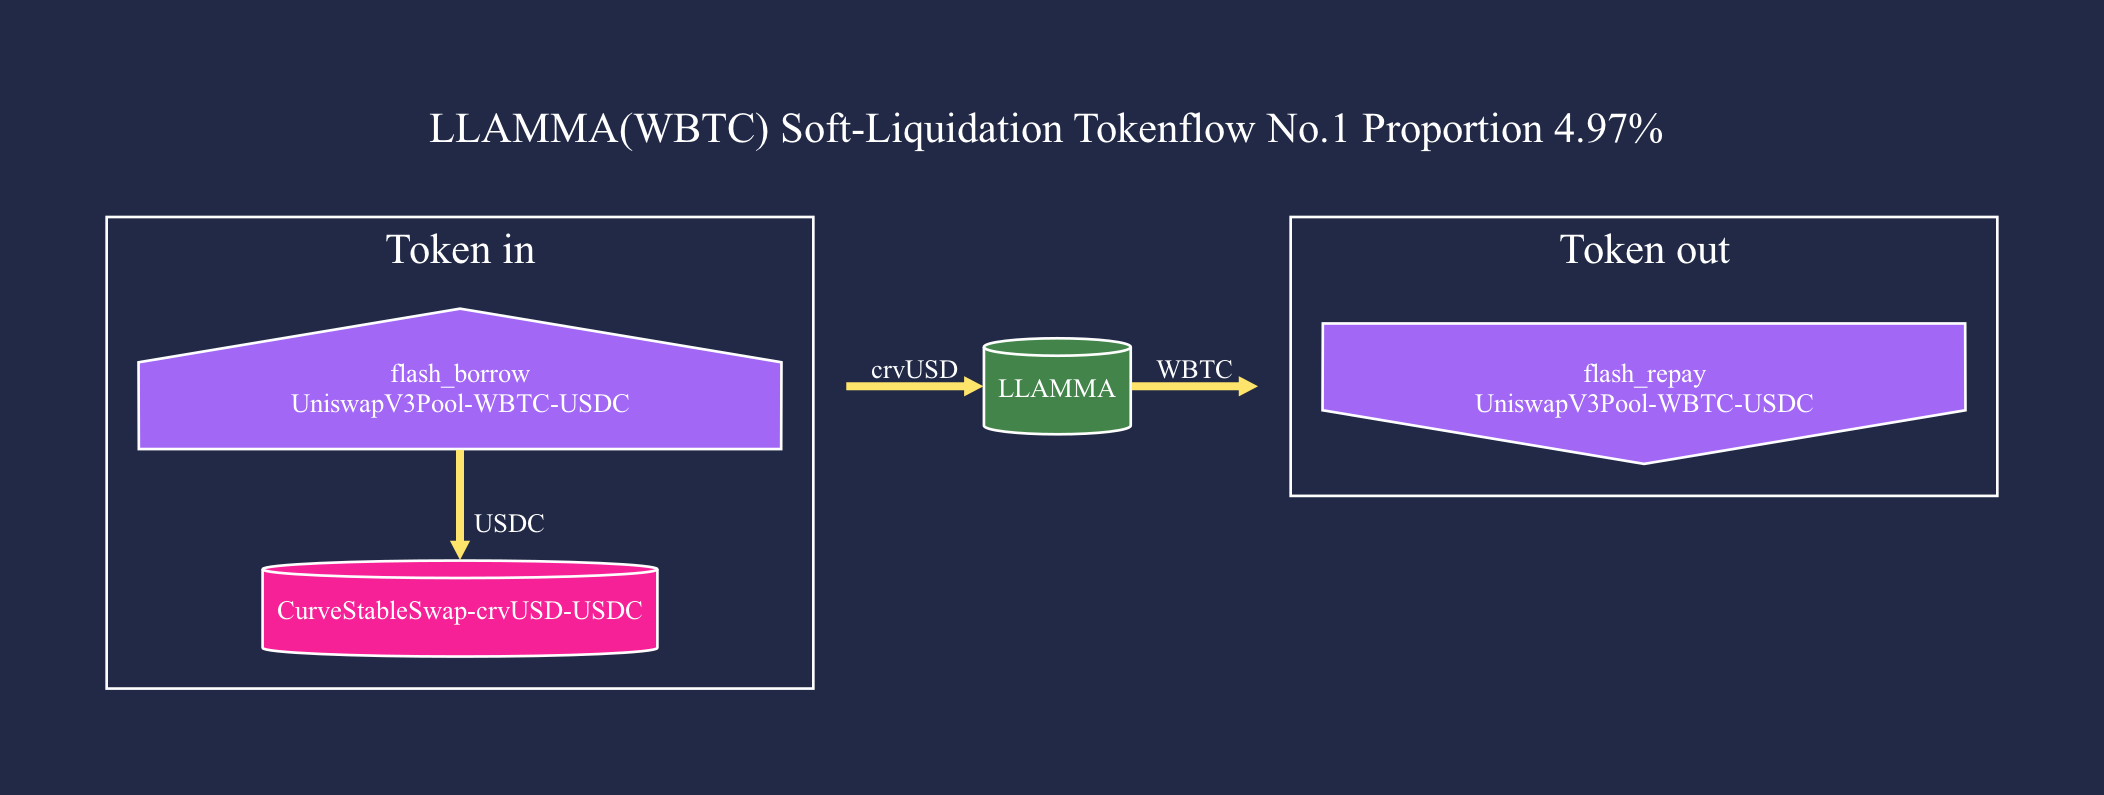 LLAMMA(WBTC) Soft-Liquidation Tokenflow No.1 Proportion 4.97%
Token in
flash_borrow
UniswapV3Pool-WBTC-USDC
USDC
CurveStableSwap-crvUSD-USDC
crvUSD
LLAMMA
WBTC
Token out
flash_repay
UniswapV3Pool-WBTC-USDC